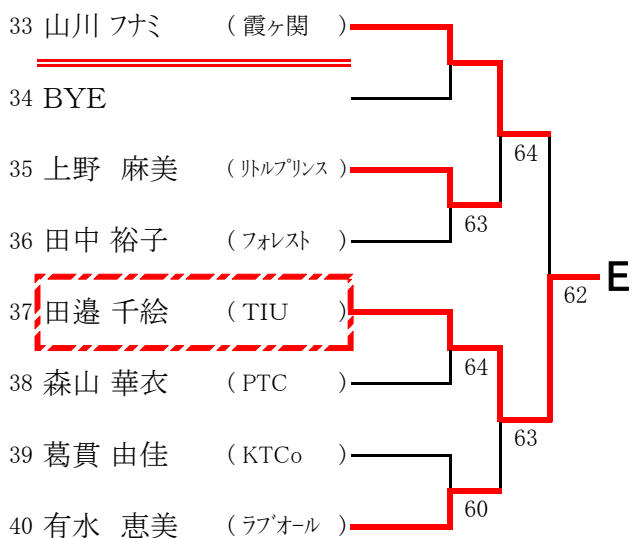 33 山川 フナミ (霞ヶ関)
34 BYE
64
35 上野 麻美 (リトルプリンス)
63
36 田中 裕子 (フォレスト)
E
62
37 田邉 千絵 (TIU)
64
38 森山 華衣 (PTC)
63
39 葛貫 由佳 (KTCo)
60
40 有水 恵美 (ラブオール)